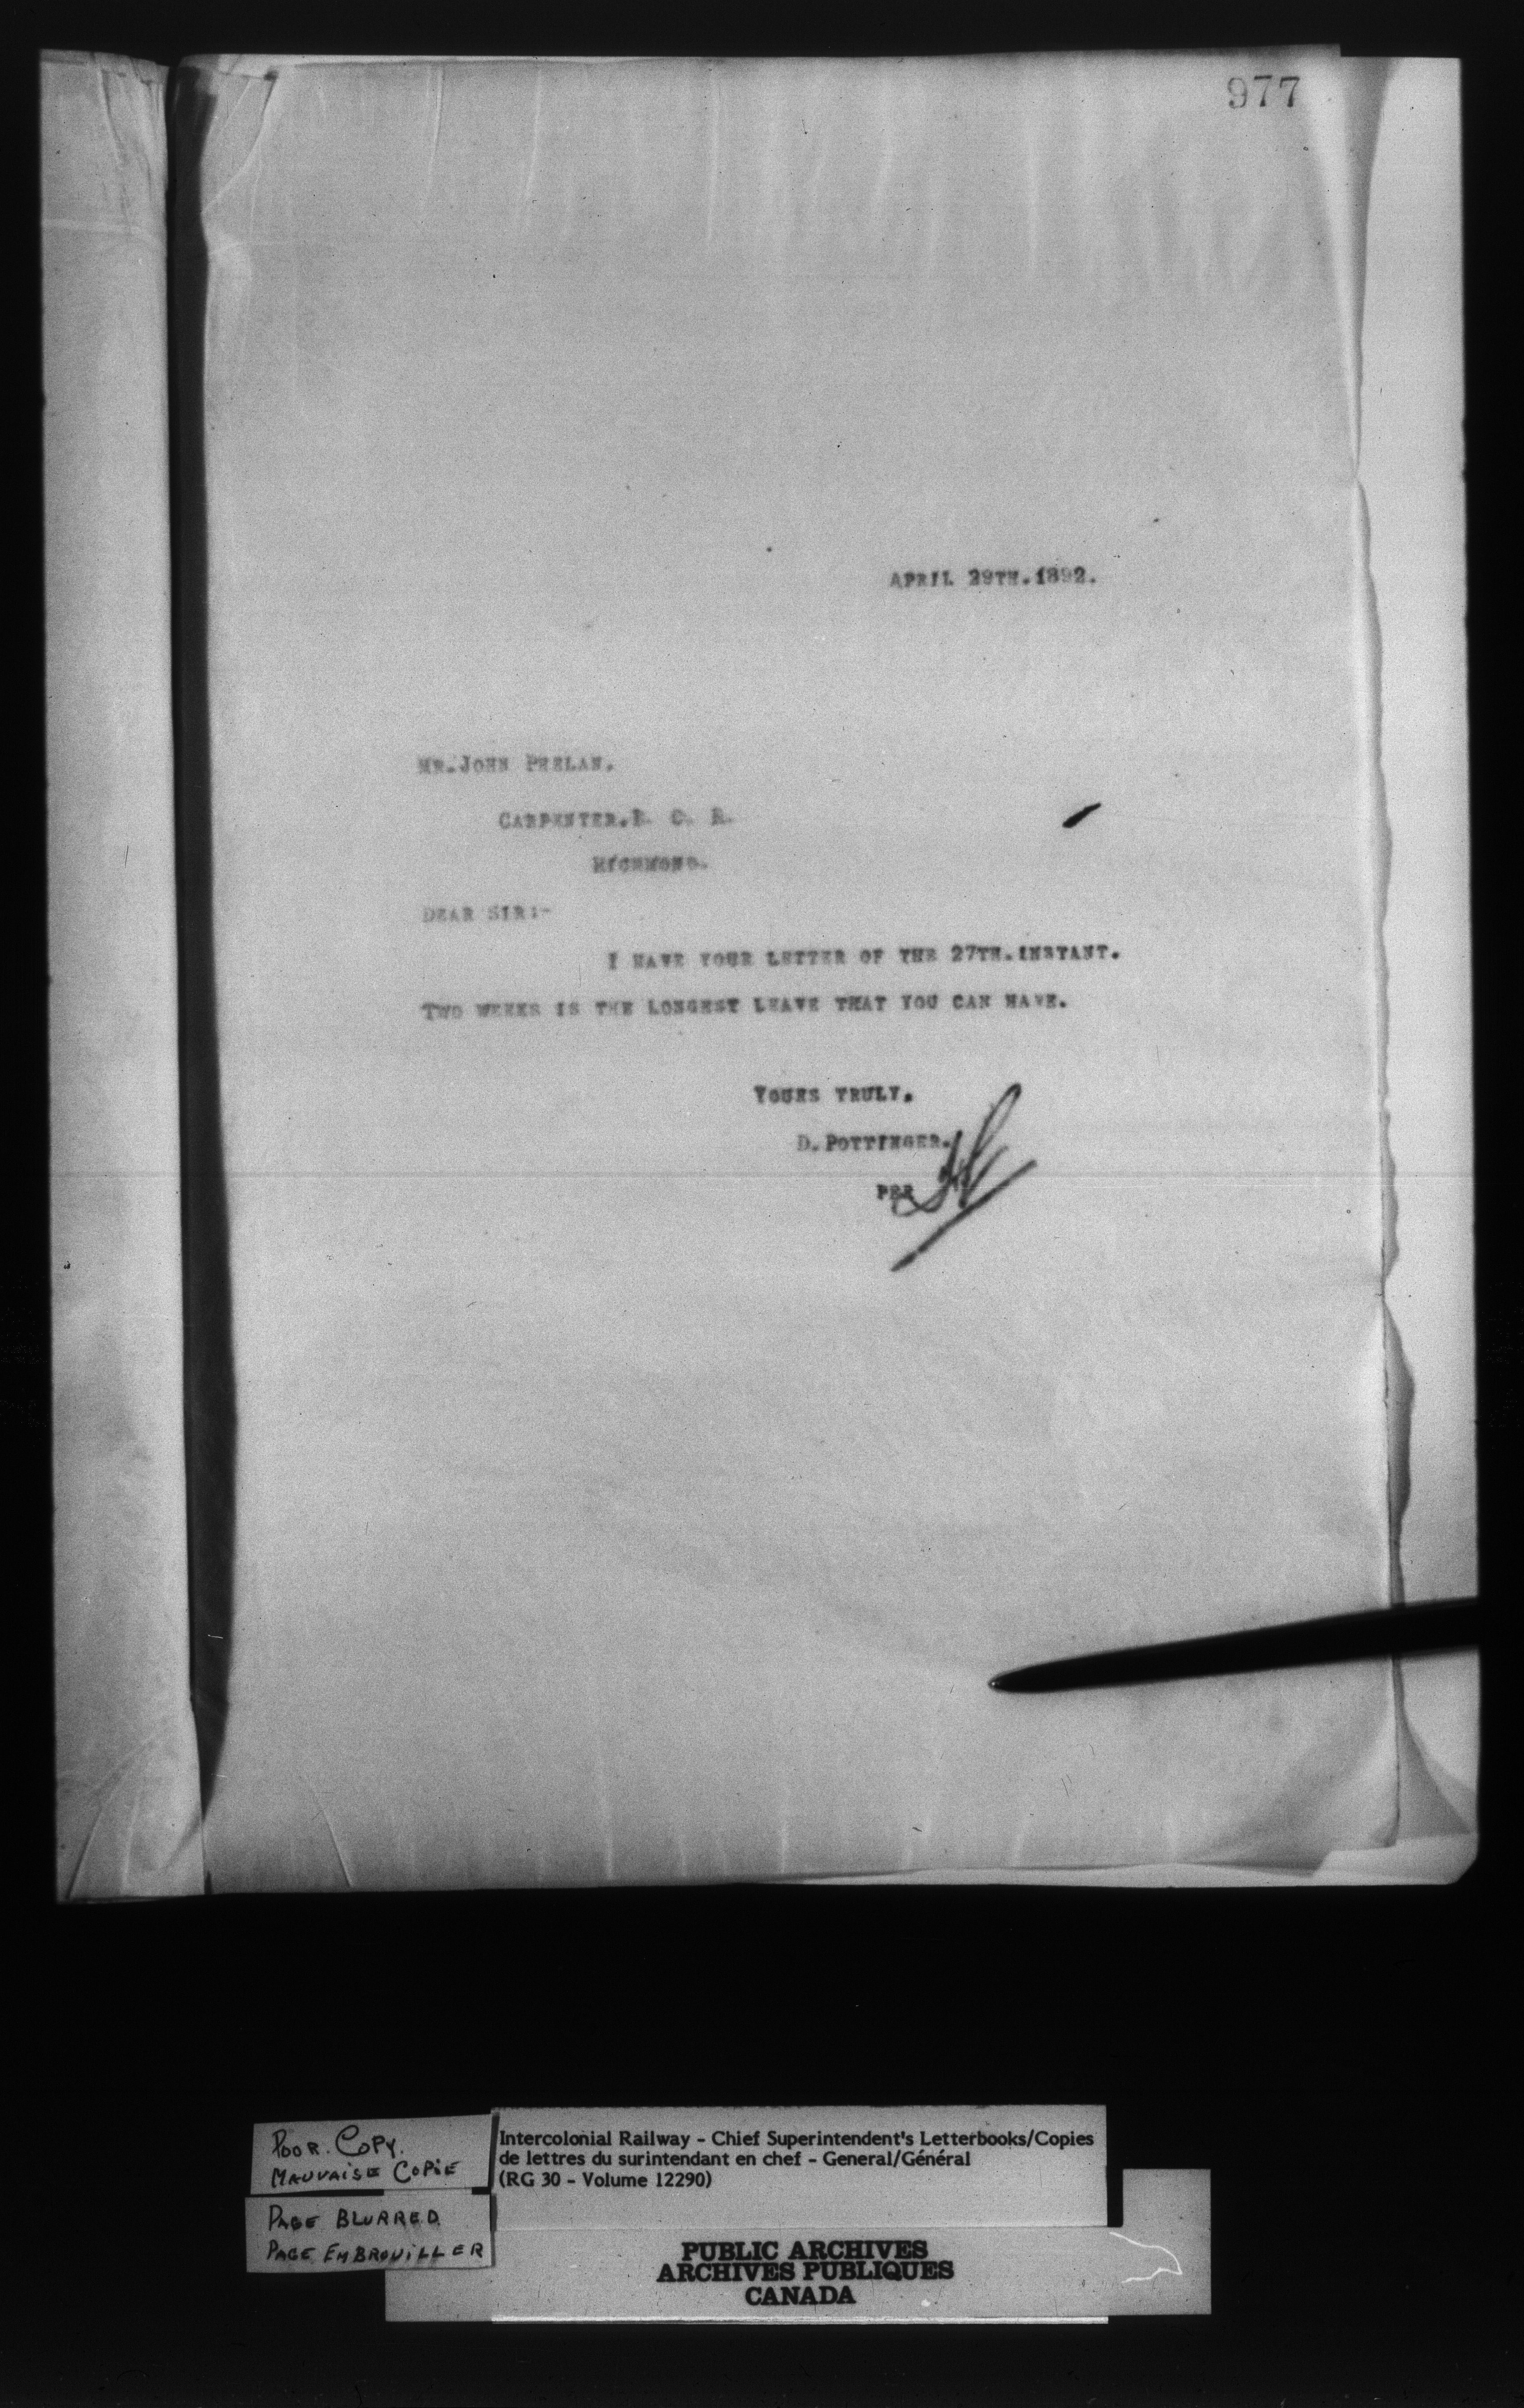 977
APRIL 29TH. 1892.
MR. JOHN PHELAN.
CARPENTER. I. C. R.
RICHMOND.
DEAR SIR:-
I HAVE YOUR LETTER OF THE 27TH. INSTANT.
TWO WEEKS IS THE LONGEST LEAVE THAT YOU CAN HAVE.
YOURS TRULY.
D. POTTINGER.
PER
POOR. COPY.
MAUVAISE COPIE
PAGE BLURRED
PAGE EMBROUILLER
Intercolonial Railway - Chief Superintendent's Letterbooks/Copies
de lettres du surintendant en chef - General/Général
(RG 30 - Volume 12290)
PUBLIC ARCHIVES
ARCHIVES PUBLIQUES
CANADA